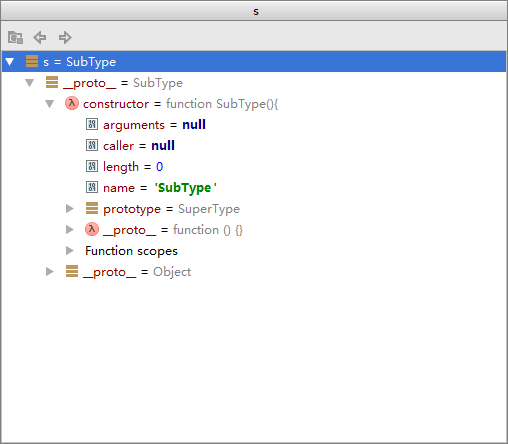 s
s = SubType
__proto__ = SubType
constructor = function SubType(){
arguments = null
caller = null
length = 0
name = 'SubType'
prototype = SuperType
__proto__ = function () {}
Function scopes
__proto__ = Object